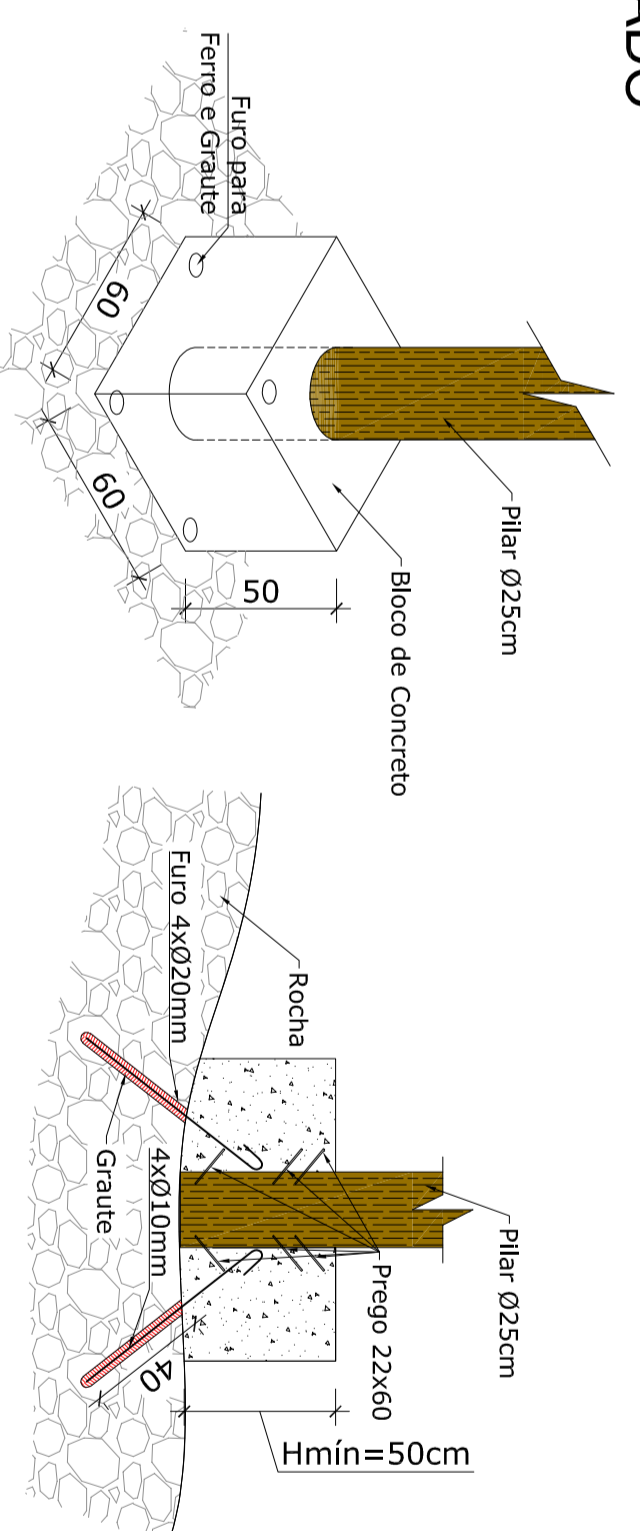 ADO
Furo para
Ferro e Graute
60
60
50
Pilar Ø25cm
Bloco de Concreto
Furo 4xØ20mm
Rocha
Graute
4xØ10mm
40
Prego 22x60
Pilar Ø25cm
Hmín=50cm